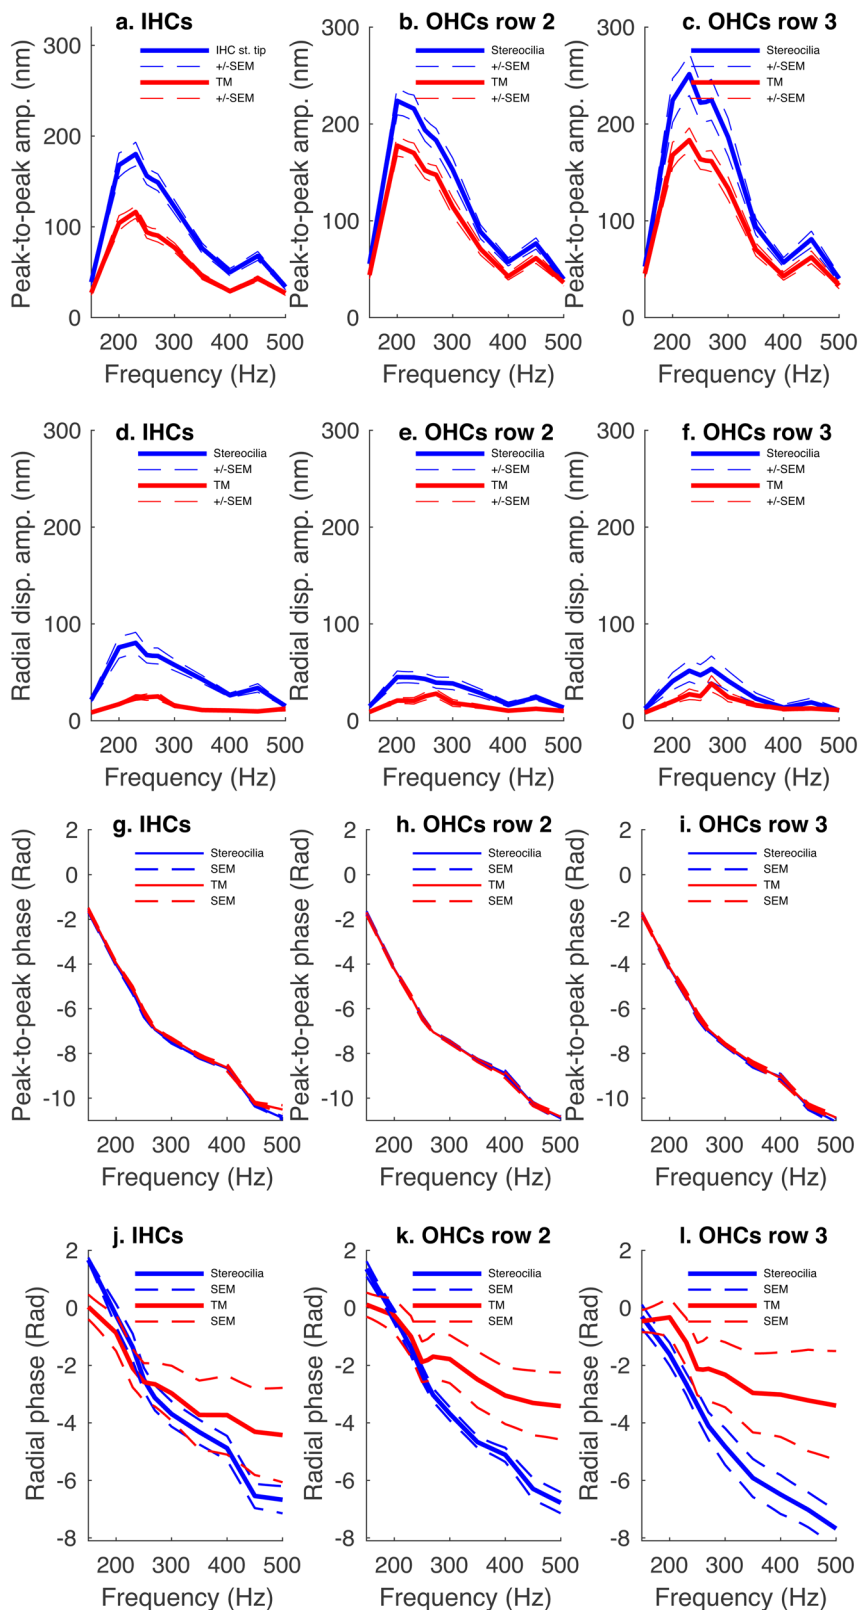 a. IHCs
b. OHCs row 2
c. OHCs row 3
300
200
100
0
Peak-to-peak amp. (nm)
IHC st. tip
+/-SEM
TM
+/-SEM
200 300 400 500
Frequency (Hz)
300
200
100
0
Peak-to-peak amp. (nm)
Stereocilia
+/-SEM
TM
+/-SEM
200 300 400 500
Frequency (Hz)
300
200
100
0
Peak-to-peak amp. (nm)
Stereocilia
+/-SEM
TM
+/-SEM
200 300 400 500
Frequency (Hz)
d. IHCs
e. OHCs row 2
f. OHCs row 3
300
200
100
0
Radial disp. amp. (nm)
Stereocilia
+/-SEM
TM
+/-SEM
200 300 400 500
Frequency (Hz)
300
200
100
0
Radial disp. amp. (nm)
Stereocilia
+/-SEM
TM
+/-SEM
200 300 400 500
Frequency (Hz)
300
200
100
0
Radial disp. amp. (nm)
Stereocilia
+/-SEM
TM
+/-SEM
200 300 400 500
Frequency (Hz)
g. IHCs
h. OHCs row 2
i. OHCs row 3
2
0
-2
-4
-6
-8
-10
Peak-to-peak phase (Rad)
Stereocilia
SEM
TM
SEM
200 300 400 500
Frequency (Hz)
2
0
-2
-4
-6
-8
-10
Peak-to-peak phase (Rad)
Stereocilia
SEM
TM
SEM
200 300 400 500
Frequency (Hz)
2
0
-2
-4
-6
-8
-10
Peak-to-peak phase (Rad)
Stereocilia
SEM
TM
SEM
200 300 400 500
Frequency (Hz)
j. IHCs
k. OHCs row 2
l. OHCs row 3
2
0
-2
-4
-6
-8
Radial phase (Rad)
Stereocilia
SEM
TM
SEM
200 300 400 500
Frequency (Hz)
2
0
-2
-4
-6
-8
Radial phase (Rad)
Stereocilia
SEM
TM
SEM
200 300 400 500
Frequency (Hz)
2
0
-2
-4
-6
-8
Radial phase (Rad)
Stereocilia
SEM
TM
SEM
200 300 400 500
Frequency (Hz)